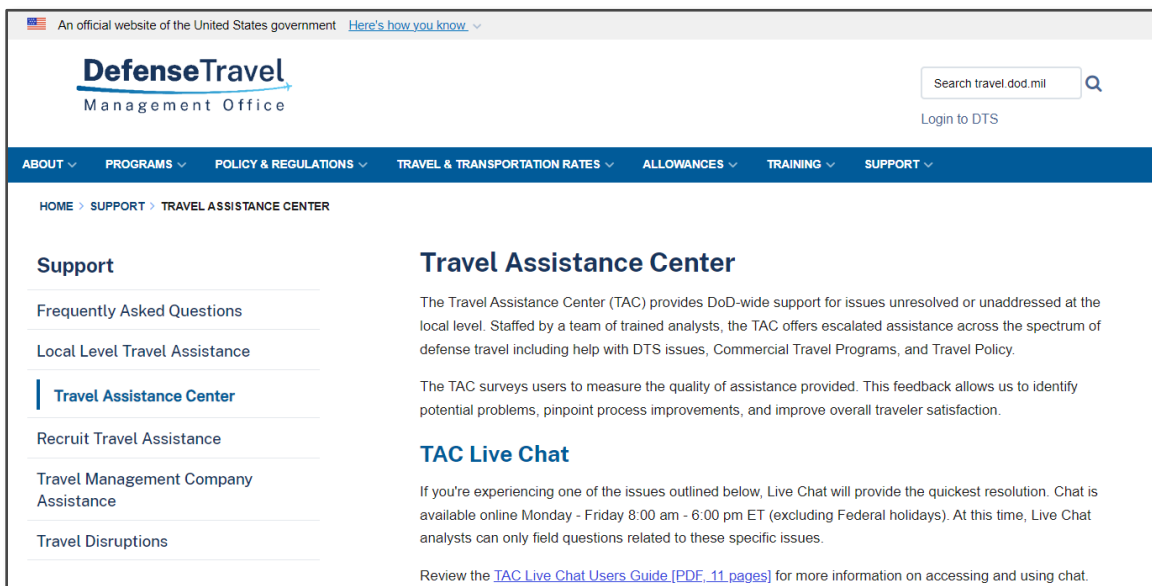 An official website of the United States government Here's how you know
DefenseTravel
Management Office
Search travel.dod.mil
Login to DTS
ABOUT PROGRAMS POLICY & REGULATIONS TRAVEL & TRANSPORTATION RATES ALLOWANCES TRAINING SUPPORT
HOME > SUPPORT > TRAVEL ASSISTANCE CENTER
Support
Frequently Asked Questions
Local Level Travel Assistance
Travel Assistance Center
Recruit Travel Assistance
Travel Management Company
Assistance
Travel Disruptions
Travel Assistance Center
The Travel Assistance Center (TAC) provides DoD-wide support for issues unresolved or unaddressed at the
local level. Staffed by a team of trained analysts, the TAC offers escalated assistance across the spectrum of
defense travel including help with DTS issues, Commercial Travel Programs, and Travel Policy.
The TAC surveys users to measure the quality of assistance provided. This feedback allows us to identify
potential problems, pinpoint process improvements, and improve overall traveler satisfaction.
TAC Live Chat
If you're experiencing one of the issues outlined below, Live Chat will provide the quickest resolution. Chat is
available online Monday - Friday 8:00 am - 6:00 pm ET (excluding Federal holidays). At this time, Live Chat
analysts can only field questions related to these specific issues.
Review the TAC Live Chat Users Guide [PDF, 11 pages] for more information on accessing and using chat.